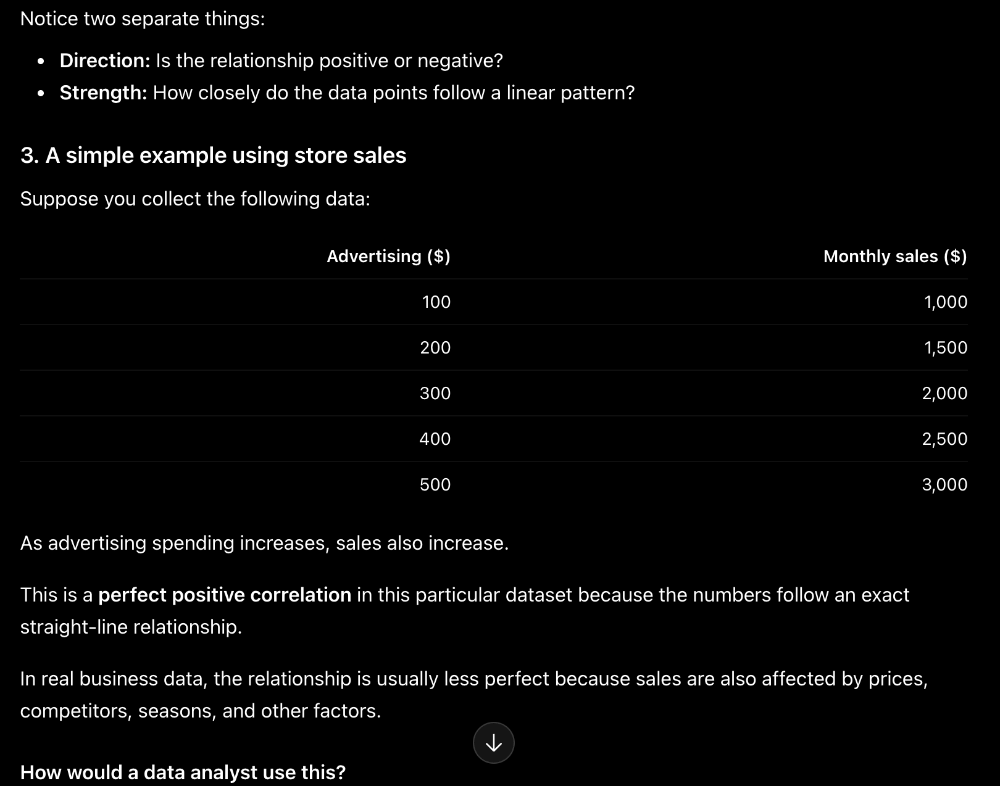 Notice two separate things:
• Direction: Is the relationship positive or negative?
• Strength: How closely do the data points follow a linear pattern?
3. A simple example using store sales
Suppose you collect the following data:
Advertising ($) Monthly sales ($)
100 1,000
200 1,500
300 2,000
400 2,500
500 3,000
As advertising spending increases, sales also increase.
This is a perfect positive correlation in this particular dataset because the numbers follow an exact
straight-line relationship.
In real business data, the relationship is usually less perfect because sales are also affected by prices,
competitors, seasons, and other factors.
How would a data analyst use this?